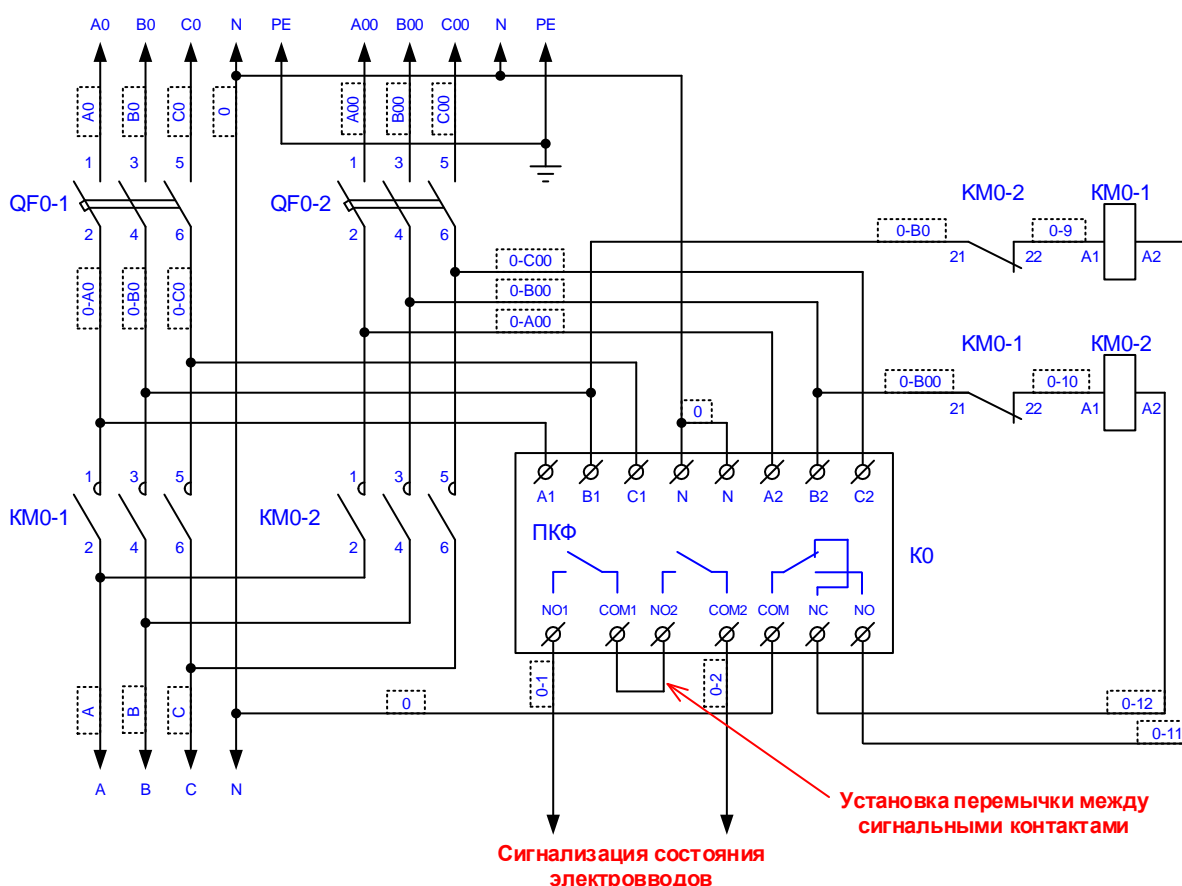 A0 B0 C0 N PE A00 B00 C00 N PE
A0 B0 C0 0 A00 B00 C00
1 3 5 1 3 5
QF0-1 QF0-2
2 4 6 2 4 6
KM0-2 KM0-1
0-B0 0-9
21 22 A1 A2
0-C00
0-B00
0-A00
0-A0 0-B0 0-C0
KM0-1 KM0-2
0-B00 0-10
21 22 A1 A2
0
1 3 5 1 3 5
KM0-1 KM0-2
2 4 6 2 4 6
A1 B1 C1 N N A2 B2 C2
ПКФ
K0
NO1 COM1 NO2 COM2 COM NC NO
0-1 0-2
A B C 0
0-12
0-11
A B C N
Установка перемычки между
сигнальными контактами
Сигнализация состояния
электровводов